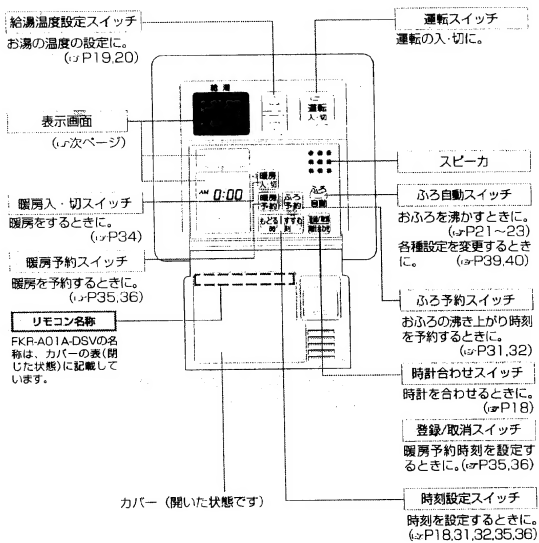 給湯温度設定スイッチ
お湯の温度の設定に。
(☞P19,20)
表示画面
(☞次ページ)
暖房入・切スイッチ
暖房をするときに。
(☞P34)
暖房予約スイッチ
暖房を予約するときに。
(☞P35,36)
リモコン名称
FKR-A01A-DSVの名
称は、カバーの表(閉
じた状態)に記載して
います。
給湯
運転
入・切
AM 0:00
暖房
入・切
暖房
予約
ふろ
予約
ふろ
自動
もどる
時
すすむ
刻
カバー(開いた状態です)
運転スイッチ
運転の入・切に。
スピーカ
ふろ自動スイッチ
おふろを沸かすときに。
(☞P21〜23)
各種設定を変更するとき
に。 (☞P39,40)
ふろ予約スイッチ
おふろの沸き上がり時刻
を予約するときに。
(☞P31,32)
時計合わせスイッチ
時計を合わせるときに。
(☞P18)
登録/取消スイッチ
暖房予約時刻を設定す
るときに。(☞P35,36)
時刻設定スイッチ
時刻を設定するときに。
(☞P18,31,32,35,36)